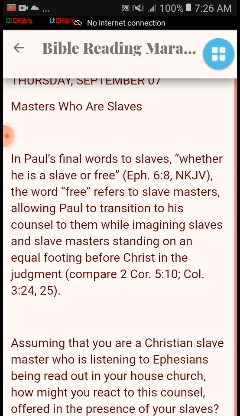 U:0KB/s
D:0KB/s
100% 7:26 AM
No internet connection
Bible Reading Mara...
THURSDAY, SEPTEMBER 07
Masters Who Are Slaves
In Paul's final words to slaves, "whether
he is a slave or free" (Eph. 6:8, NKJV),
the word "free" refers to slave masters,
allowing Paul to transition to his
counsel to them while imagining slaves
and slave masters standing on an
equal footing before Christ in the
judgment (compare 2 Cor. 5:10; Col.
3:24, 25).
Assuming that you are a Christian slave
master who is listening to Ephesians
being read out in your house church,
how might you react to this counsel,
offered in the presence of your slaves?